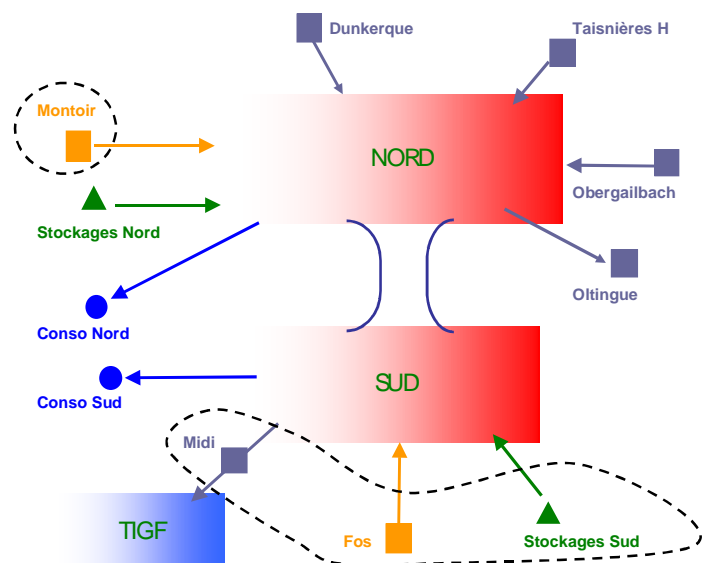 Dunkerque
Taisnières H
Montoir
NORD
Obergailbach
Stockages Nord
Oltingue
Conso Nord
SUD
Conso Sud
Midi
TIGF
Fos
Stockages Sud